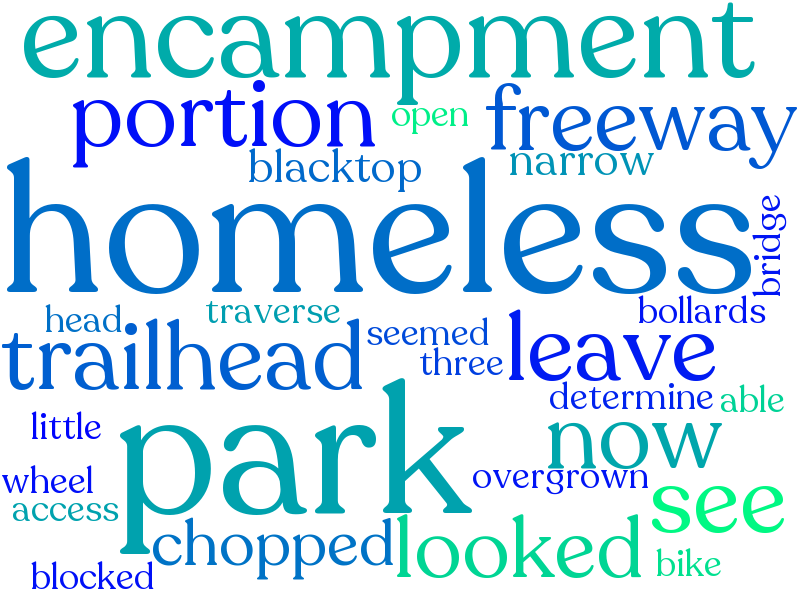 encampment
portion
open
freeway
blacktop
narrow
homeless
bridge
head
traverse
bollards
trailhead
seemed
three
leave
determine
able
little
park
now
wheel
overgrown
see
access
chopped
looked
bike
blocked